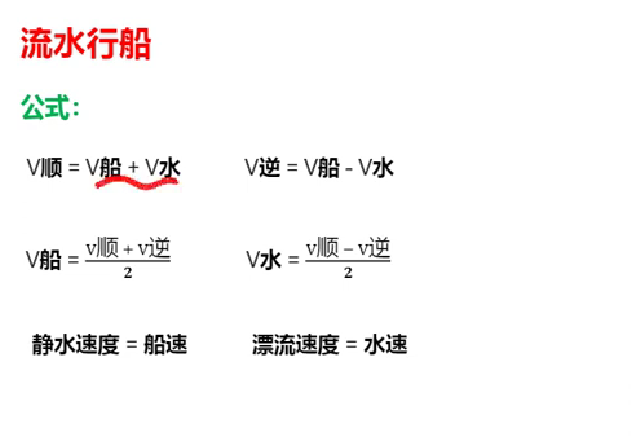 流水行船
公式：
V顺 = V船 + V水 V逆 = V船 - V水
V船 = \frac{v顺 + v逆}{2} V水 = \frac{v顺 − v逆}{2}
静水速度 = 船速 漂流速度 = 水速